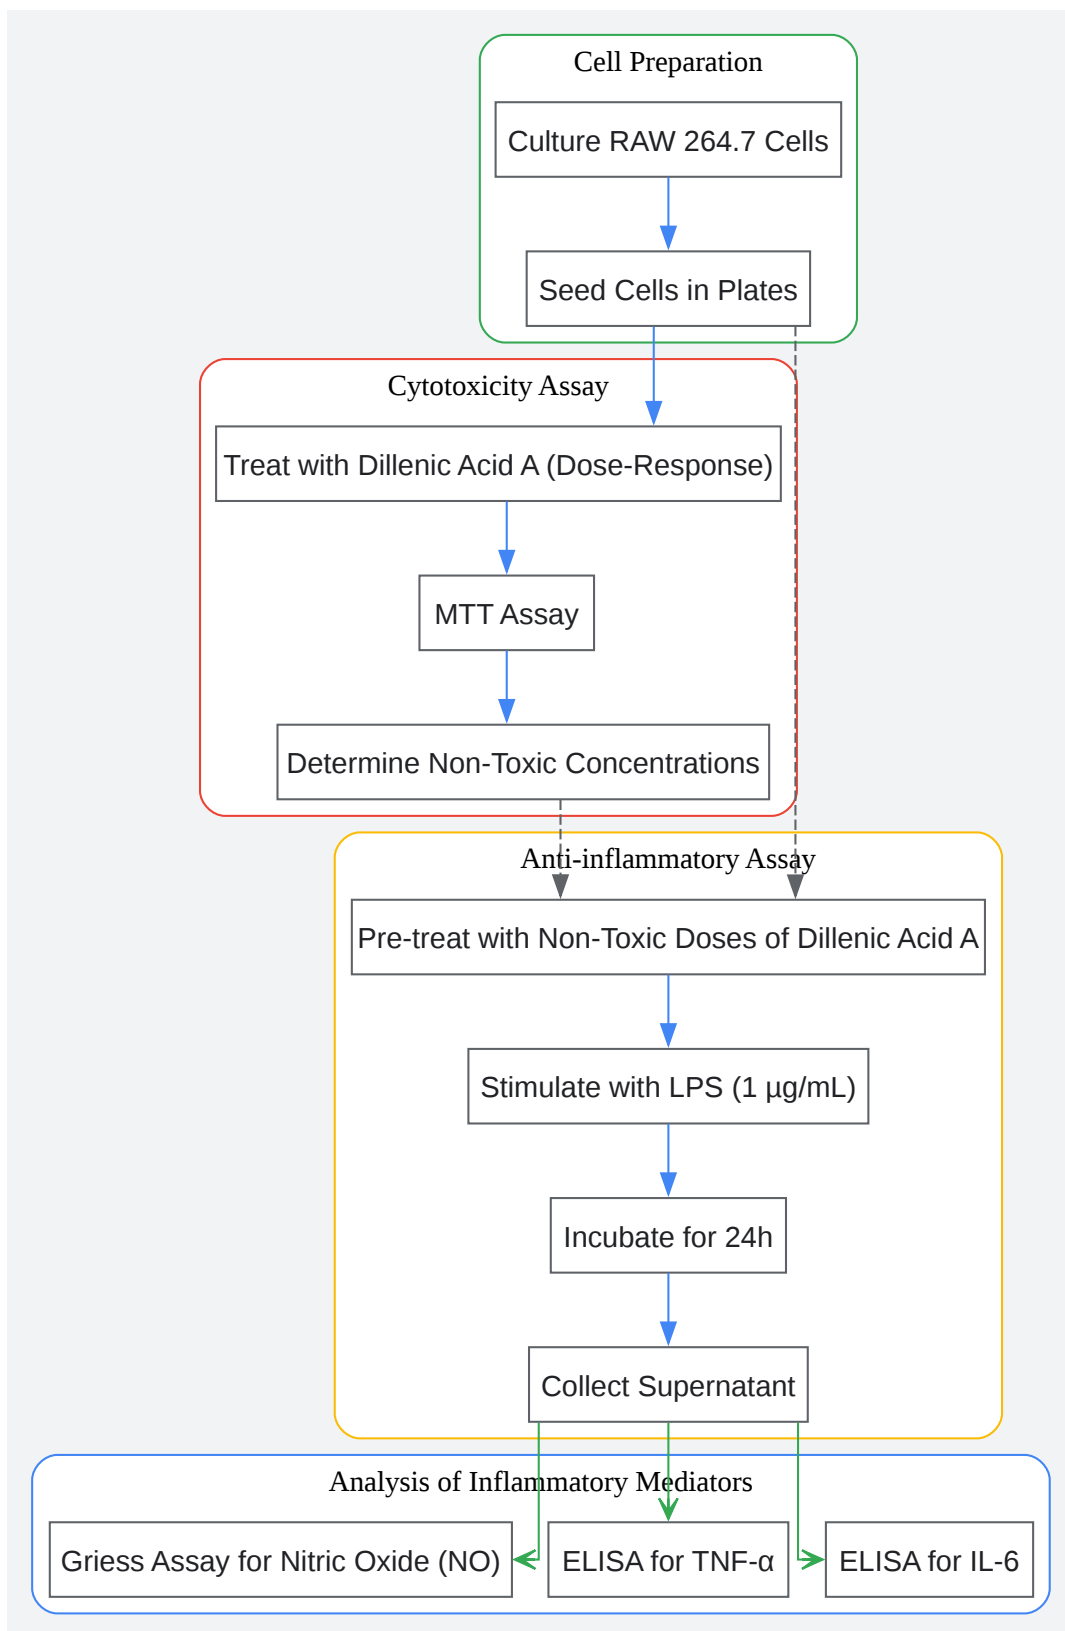 Cell Preparation
Culture RAW 264.7 Cells
Seed Cells in Plates
Cytotoxicity Assay
Treat with Dillenic Acid A (Dose-Response)
MTT Assay
Determine Non-Toxic Concentrations
Anti-inflammatory Assay
Pre-treat with Non-Toxic Doses of Dillenic Acid A
Stimulate with LPS (1 µg/mL)
Incubate for 24h
Collect Supernatant
Analysis of Inflammatory Mediators
Griess Assay for Nitric Oxide (NO)
ELISA for TNF-α
ELISA for IL-6